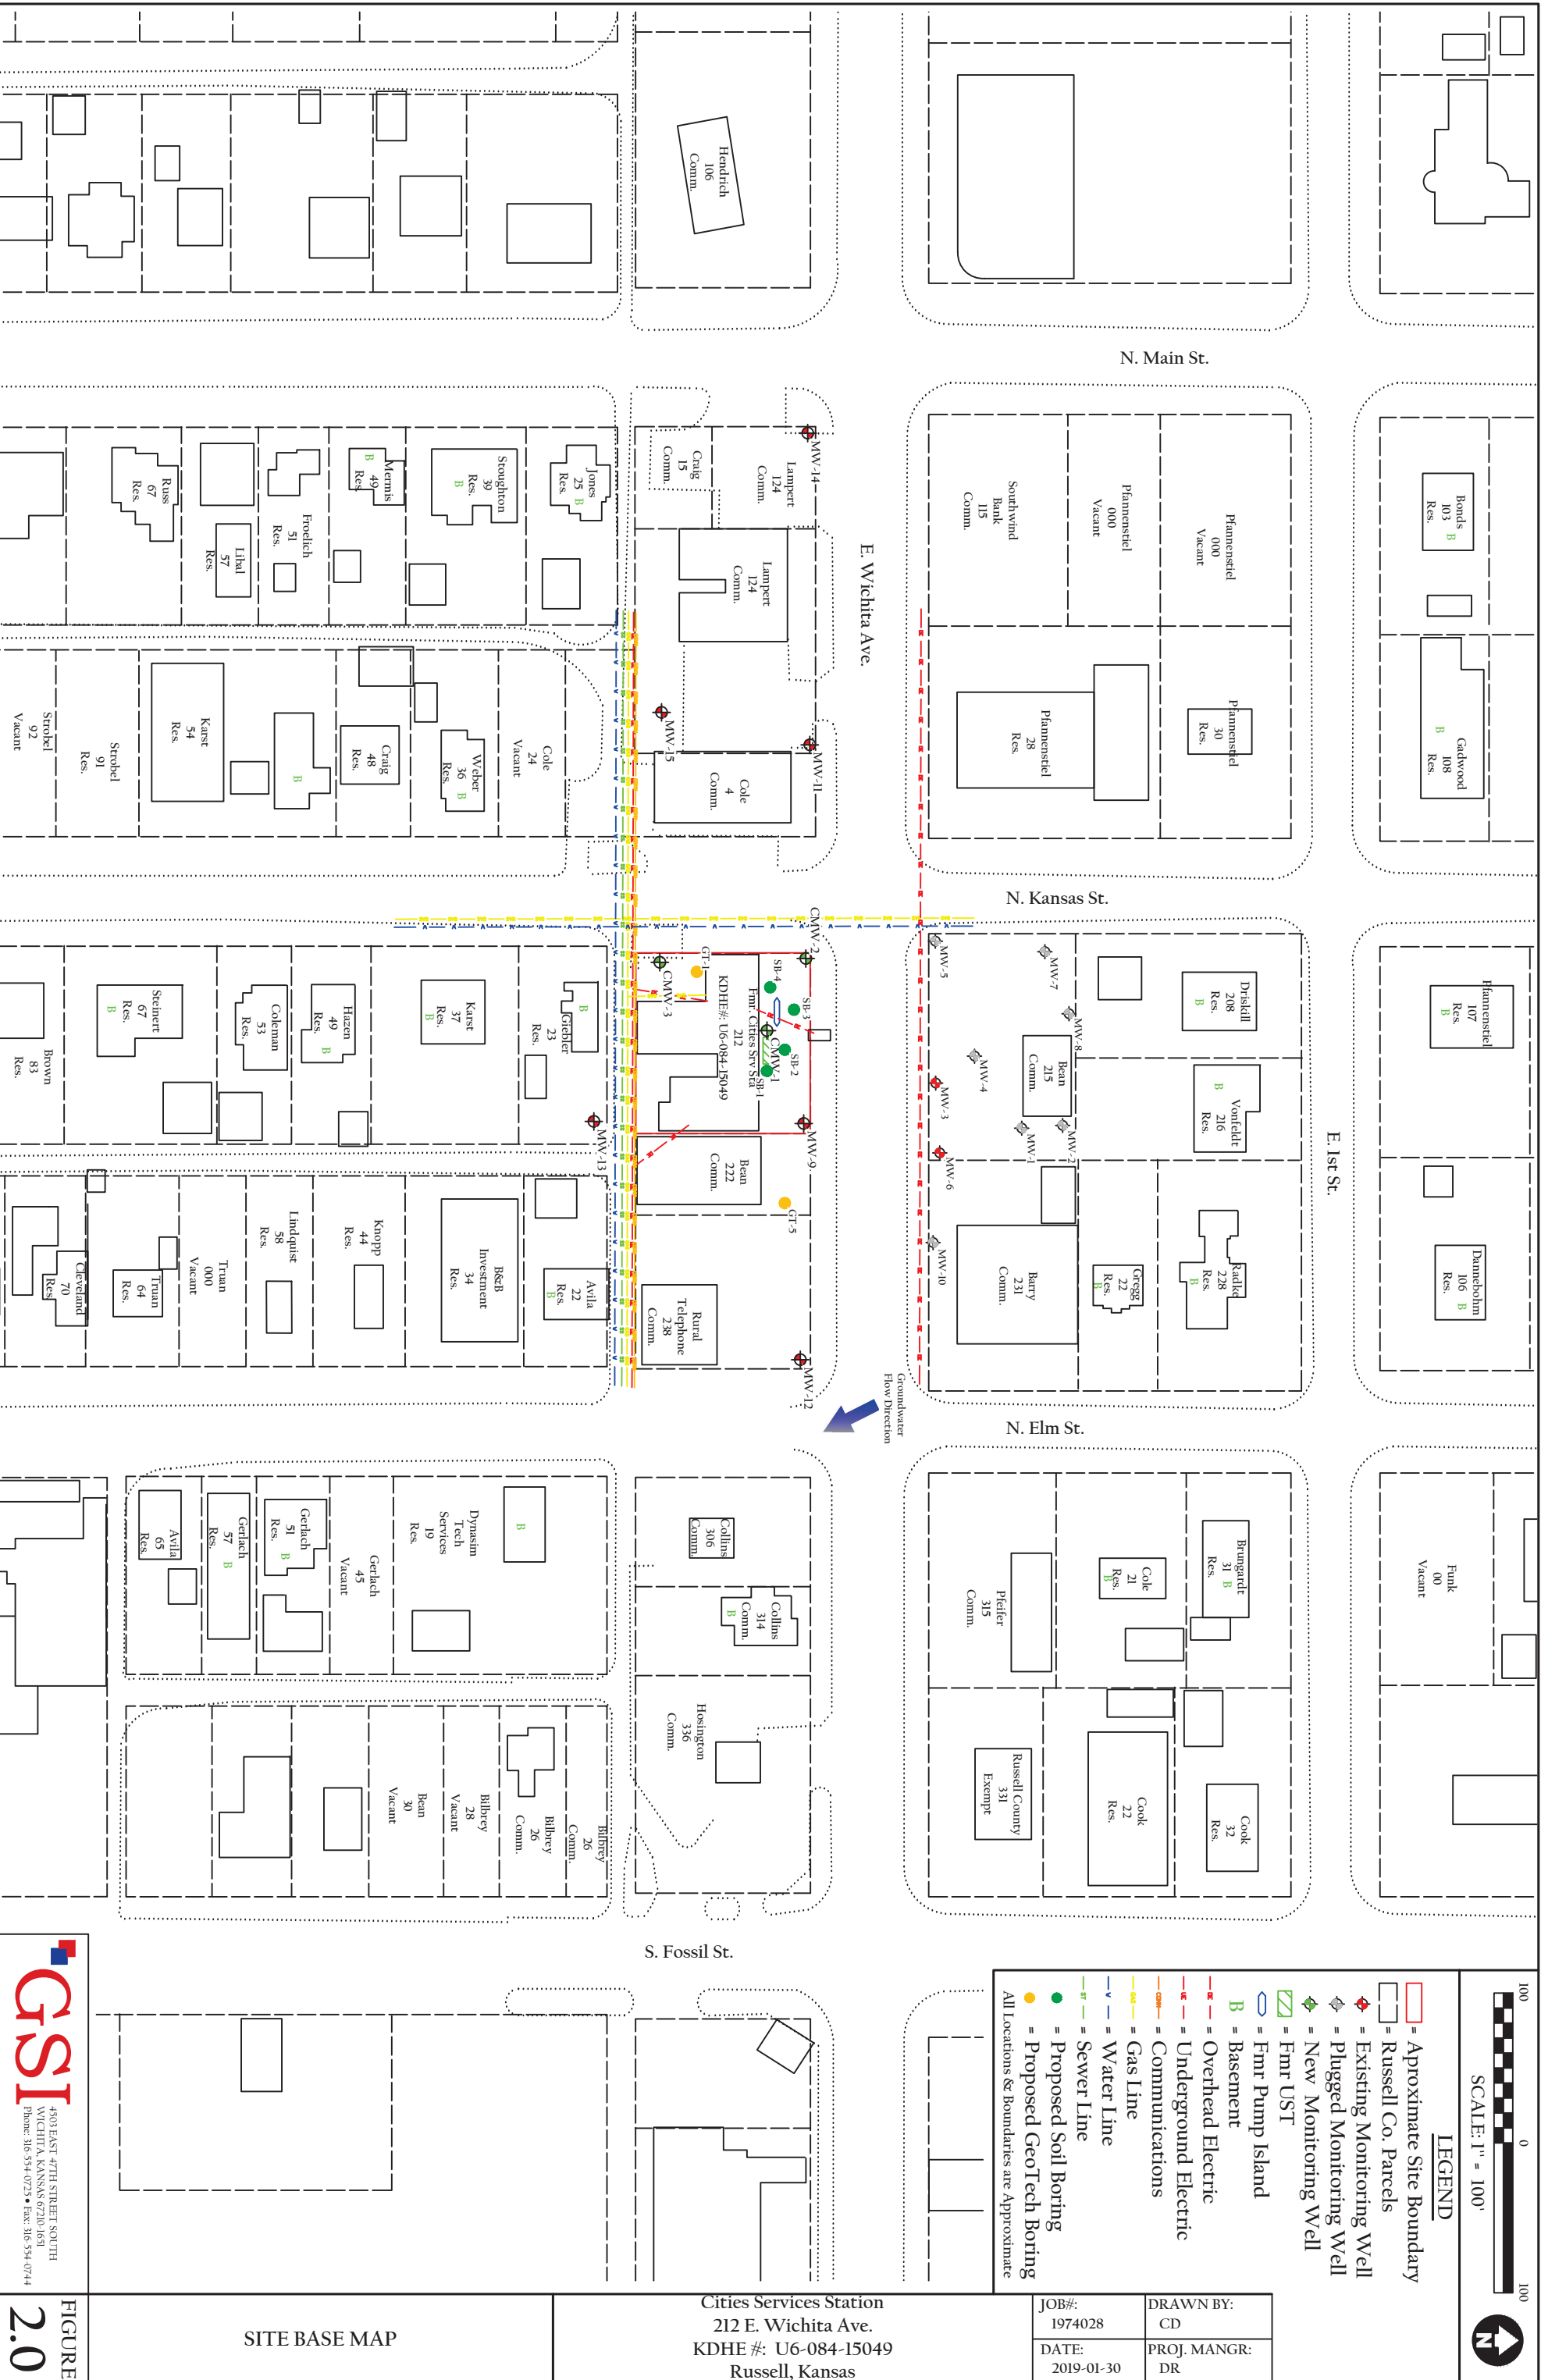 Hendrich
106
Comm.
N. Main St.
Russ
67
Res.
Libal
57
Res.
Froelich
51
Res.
Mermis
49
Res.
B
Stoughton
39
Res.
B
Jones
25
Res.
B
Craig
15
Comm.
Lampert
124
Comm.
MW-14
Lampert
124
Comm.
E. Wichita Ave.
Southwind
Bank
115
Comm.
Pfannenstiel
000
Vacant
Pfannenstiel
000
Vacant
Bonds
103
Res.
B
Strobel
92
Vacant
Strobel
91
Res.
Karst
54
Res.
B
Craig
48
Res.
Weber
36
Res.
B
Cole
24
Vacant
MW-15
Cole
4
Comm.
MW-11
Pfannenstiel
28
Res.
Pfannenstiel
30
Res.
Gadwood
108
Res.
B
N. Kansas St.
Brown
83
Res.
Steinert
67
Res.
B
Coleman
53
Res.
Hazen
49
Res.
B
Karst
37
Res.
B
Giebler
23
Res.
B
MW-13
CMW-3
GT-1
CMW-2
SB-4
SB-3
Fmr. Cities Srv Sta
212
KDHE#: U6-084-15049
CMW-1
SB-2
SB-1
MW-9
Bean
222
Comm.
GT-5
MW-5
MW-7
MW-8
MW-4
MW-3
MW-1
MW-2
MW-6
MW-10
Bean
215
Comm.
Driskill
208
Res.
B
Vonfeldt
216
Res.
B
E. 1st St.
Pfannenstiel
107
Res.
B
Cleveland
70
Res.
Truan
64
Res.
Truan
000
Vacant
Lindquist
58
Res.
Knopp
44
Res.
B&B
Investment
34
Res.
Avila
22
Res.
B
Rural
Telephone
238
Comm.
MW-12
Groundwater
Flow Direction
Barry
231
Comm.
Gregg
22
Res.
B
Radke
228
Res.
B
Dannebohm
106
Res.
B
N. Elm St.
Avila
65
Res.
Gerlach
57
Res.
B
Gerlach
51
Res.
B
Gerlach
45
Vacant
Dynasim
Tech
Services
19
Res.
B
Collins
306
Comm.
Collins
314
Comm.
B
Hosington
336
Comm.
Pfeifer
315
Comm.
Cole
21
Res.
B
Brungardt
31
Res.
B
Funk
00
Vacant
Bean
30
Vacant
Bilbrey
28
Vacant
Bilbrey
26
Comm.
Bilbrey
26
Comm.
Russell County
331
Exempt
Cook
22
Res.
Cook
32
Res.
S. Fossil St.
100
0
100
SCALE: 1" = 100'
N
LEGEND
= Aproximate Site Boundary
= Russell Co. Parcels
= Existing Monitoring Well
= Plugged Monitoring Well
= New Monitoring Well
= Fmr UST
= Fmr Pump Island
B = Basement
OE = Overhead Electric
UE = Underground Electric
COMM = Communications
GAS = Gas Line
W = Water Line
ST = Sewer Line
= Proposed Soil Boring
= Proposed GeoTech Boring
All Locations & Boundaries are Approximate
GSI
4503 EAST 47TH STREET SOUTH
WICHITA, KANSAS 67210-1651
Phone: 316-554-0725 • Fax: 316-554-0744
FIGURE
2.0
SITE BASE MAP
Cities Services Station
212 E. Wichita Ave.
KDHE #: U6-084-15049
Russell, Kansas
JOB#:
1974028
DRAWN BY:
CD
DATE:
2019-01-30
PROJ. MANGR:
DR